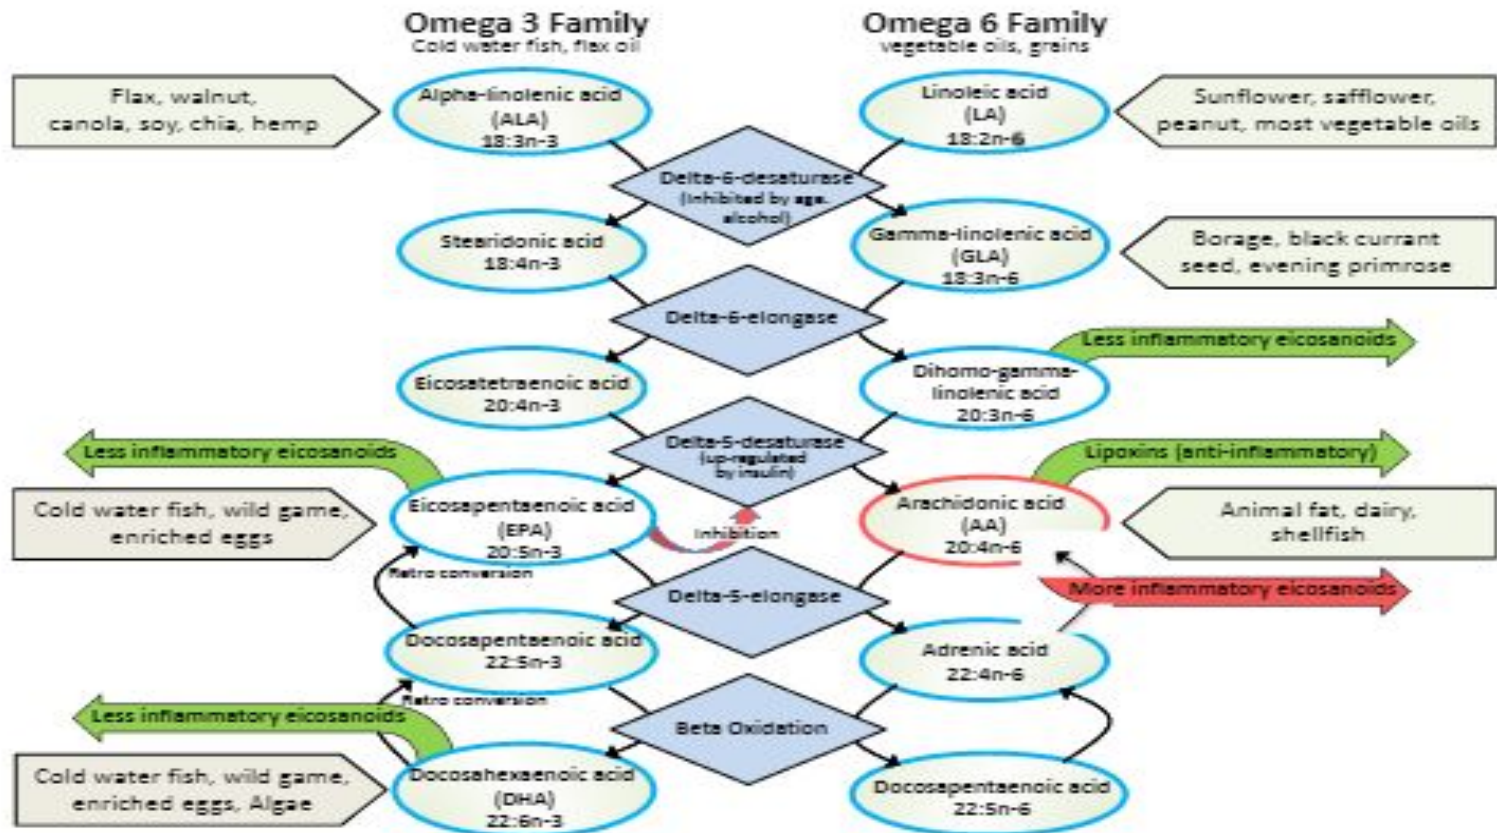 Omega 3 Family
Cold water fish, flax oil
Omega 6 Family
vegetable oils, grains
Flax, walnut,
canola, soy, chia, hemp
Alpha-linolenic acid
(ALA)
18:3n-3
Linoleic acid
(LA)
18:2n-6
Sunflower, safflower,
peanut, most vegetable oils
Delta-6-desaturase
(Inhibited by age.
alcohol)
Stearidonic acid
18:4n-3
Gamma-linolenic acid
(GLA)
18:3n-6
Borage, black currant
seed, evening primrose
Delta-6-elongase
Less inflammatory eicosanoids
Eicosatetraenoic acid
20:4n-3
Dihomo-gamma-
linolenic acid
20:3n-6
Delta-5-desaturase
(up-regulated
by insulin)
Less inflammatory eicosanoids
Lipoxins (anti-inflammatory)
Cold water fish, wild game,
enriched eggs
Eicosapentaenoic acid
(EPA)
20:5n-3
Inhibition
Arachidonic acid
(AA)
20:4n-6
Animal fat, dairy,
shellfish
Retro conversion
Delta-5-elongase
More inflammatory eicosanoids
Docosapentaenoic acid
22:5n-3
Adrenic acid
22:4n-6
Retro conversion
Less inflammatory eicosanoids
Beta Oxidation
Cold water fish, wild game,
enriched eggs, Algae
Docosahexaenoic acid
(DHA)
22:6n-3
Docosapentaenoic acid
22:5n-6